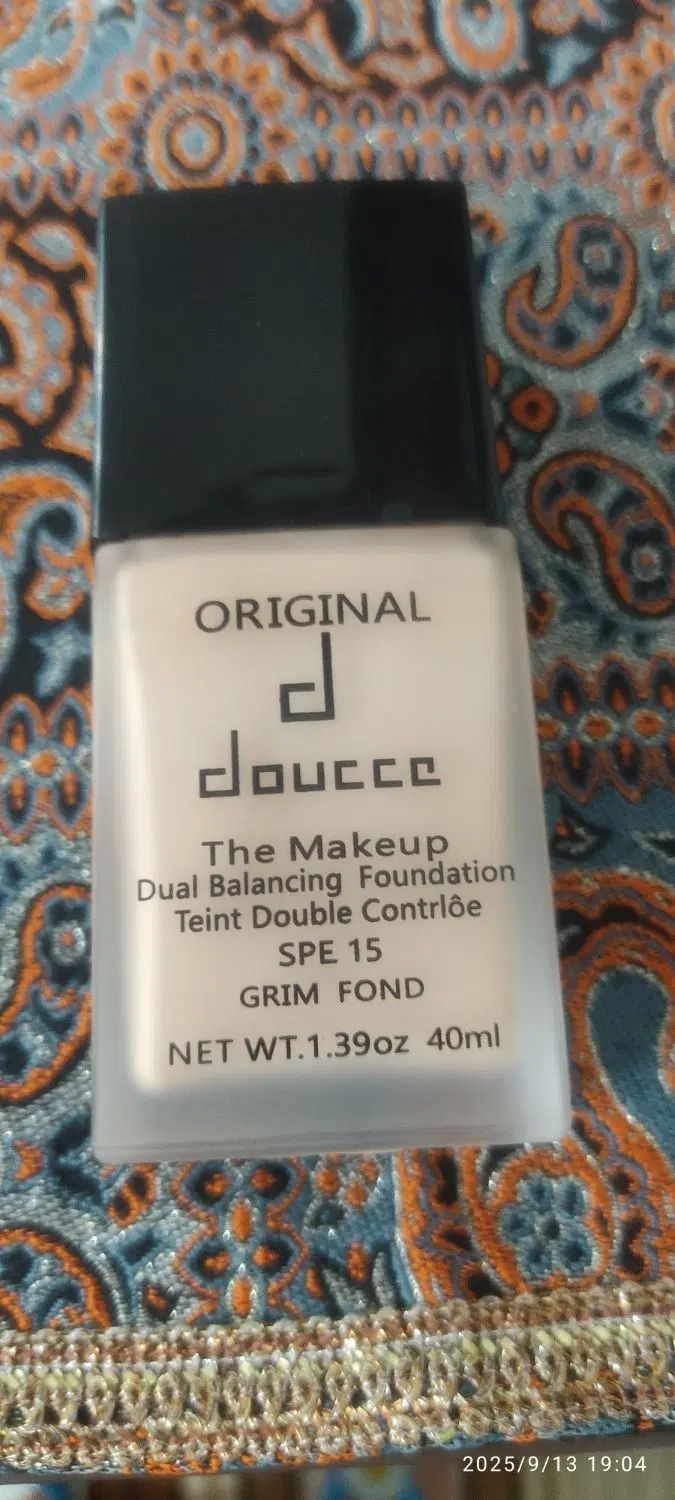 ORIGINAL
d
doucce
The Makeup
Dual Balancing Foundation
Teint Double Contrlôe
SPE 15
GRIM FOND
NET WT.1.39oz 40ml
2025/9/13 19:04